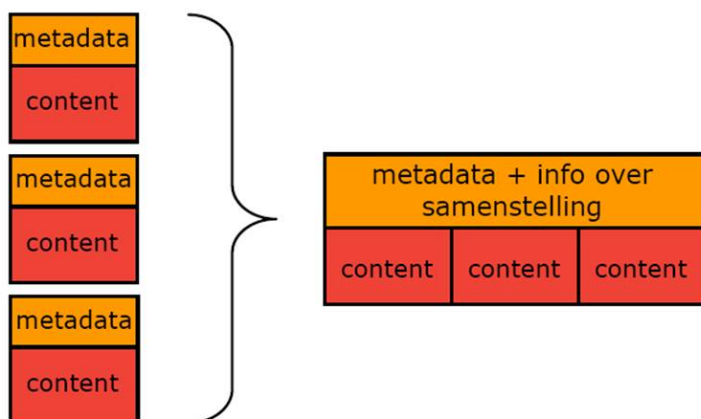 metadata
content
metadata
content
metadata
content
metadata + info over
samenstelling
content content content